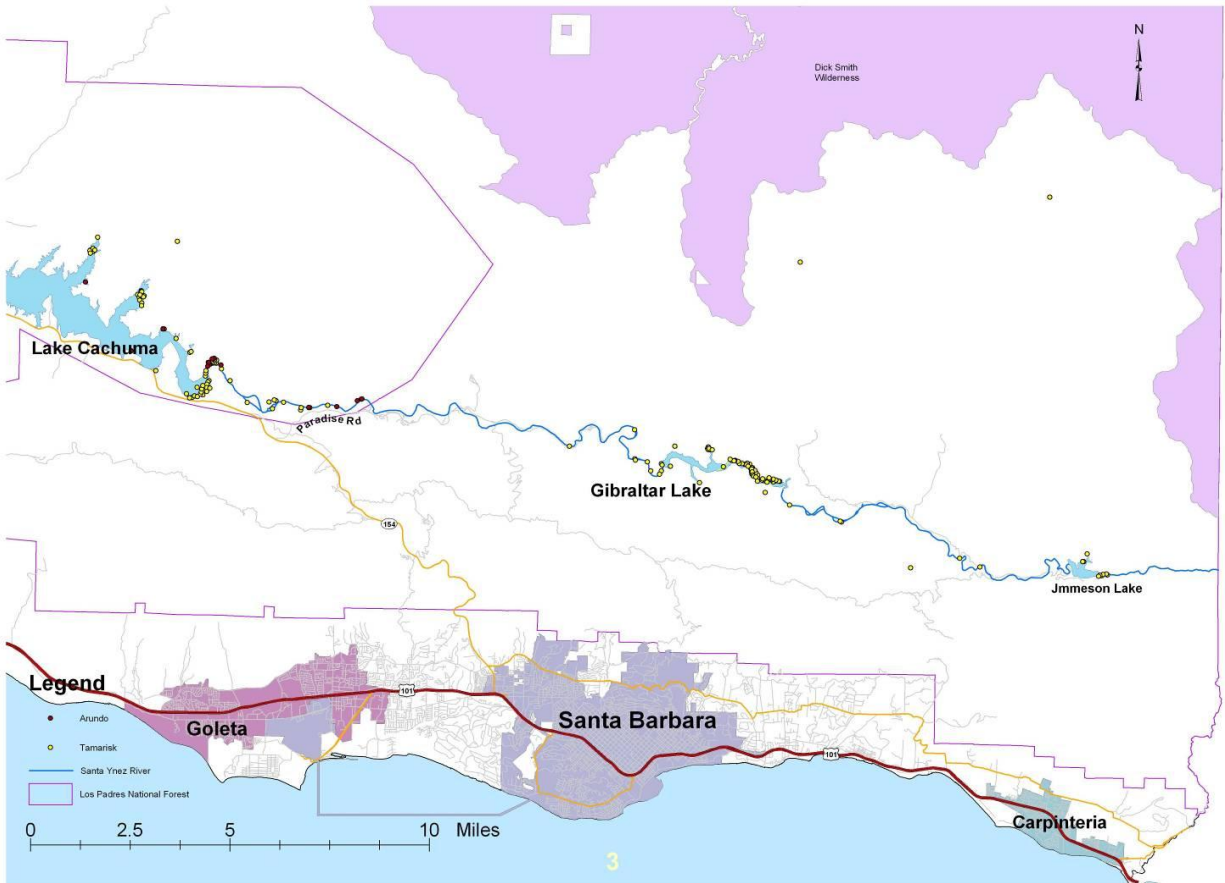 N
Dick Smith
Wilderness
Lake Cachuma
Paradise Rd
Gibraltar Lake
154
Jmmeson Lake
Legend
Arundo
Tamarisk
Santa Ynez River
Los Padres National Forest
101
Goleta
Santa Barbara
101
Carpinteria
0 2.5 5 10 Miles
3